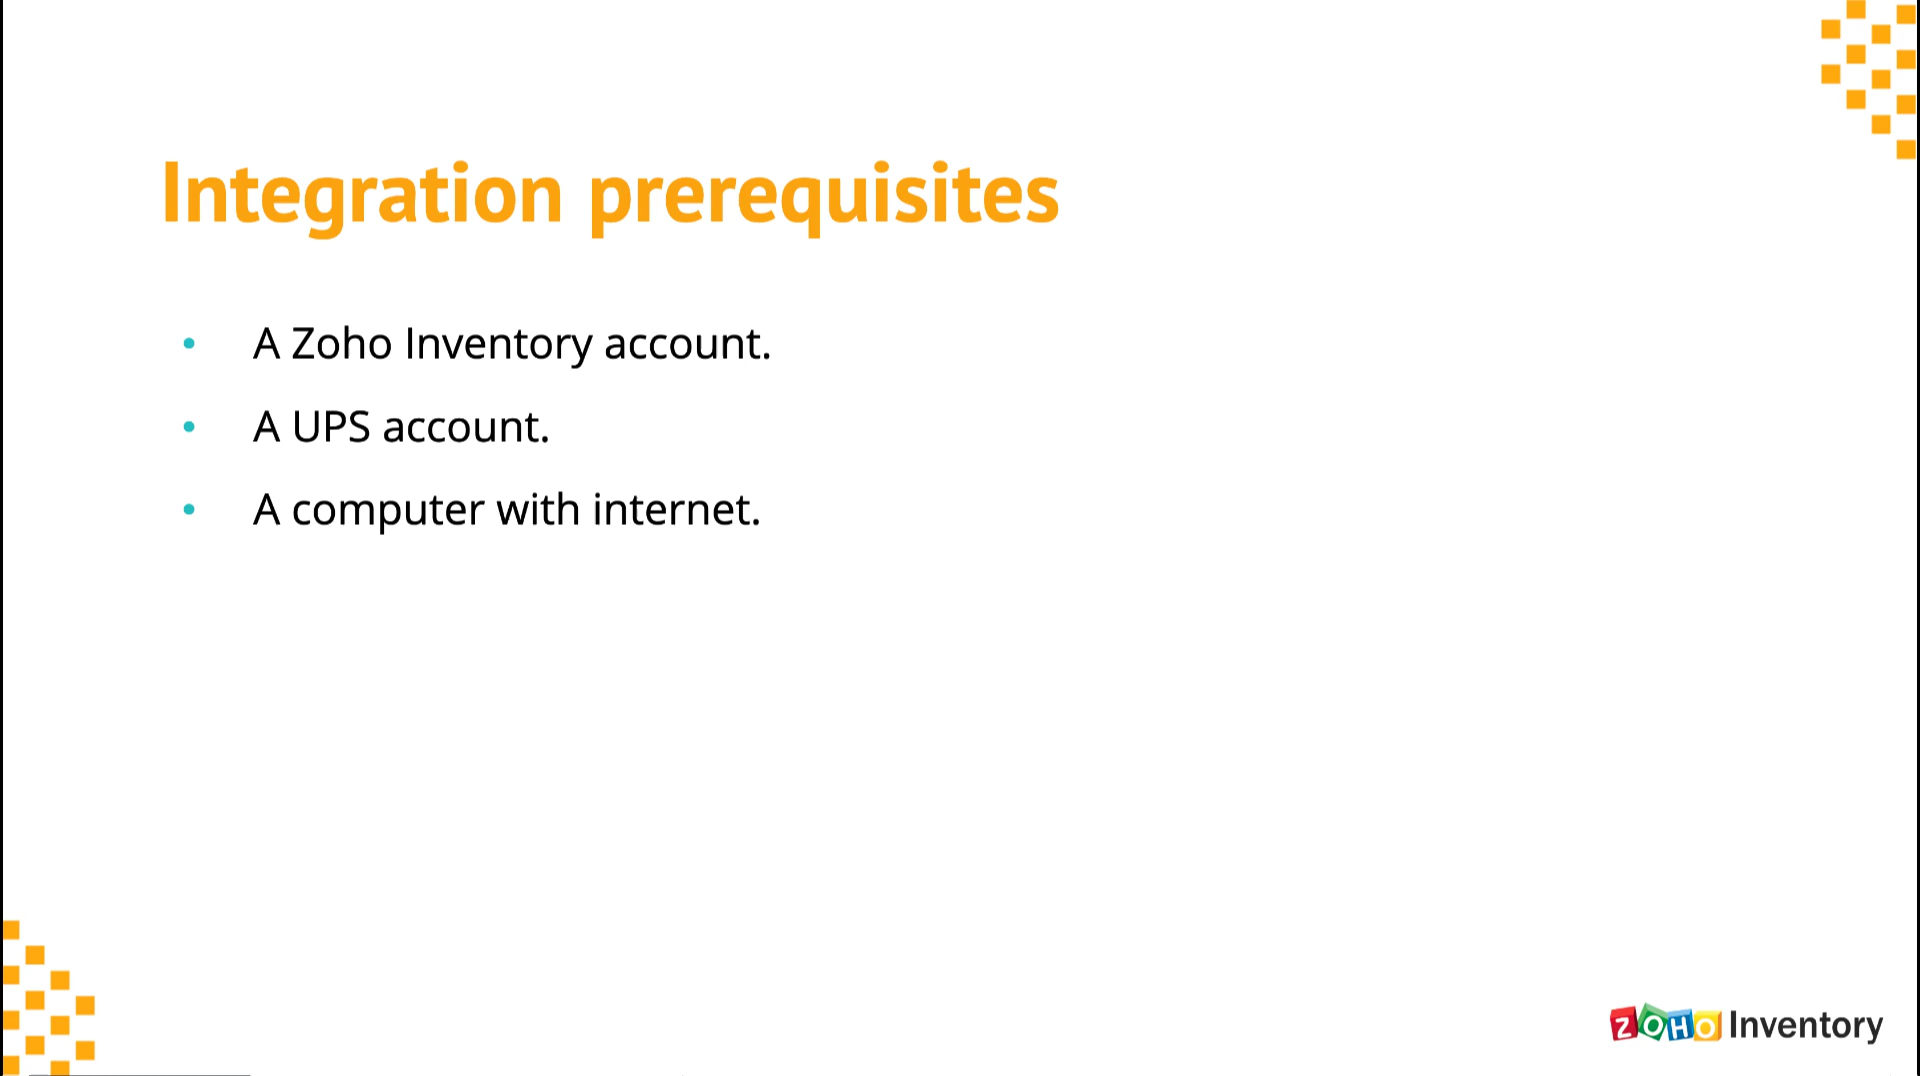 Integration prerequisites
• A Zoho Inventory account.
• A UPS account.
• A computer with internet.
ZOHO Inventory